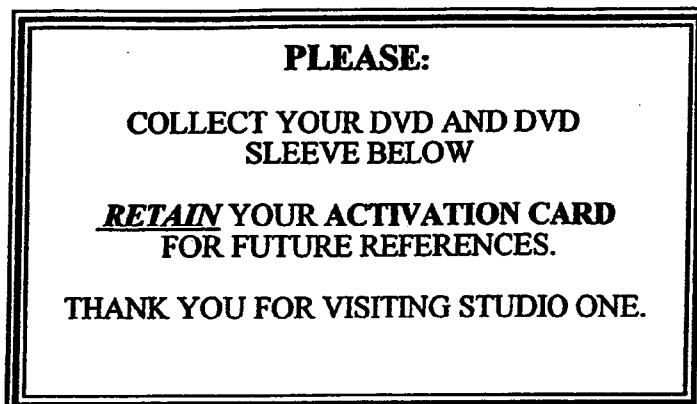 PLEASE:
COLLECT YOUR DVD AND DVD
SLEEVE BELOW
RETAIN YOUR ACTIVATION CARD
FOR FUTURE REFERENCES.
THANK YOU FOR VISITING STUDIO ONE.